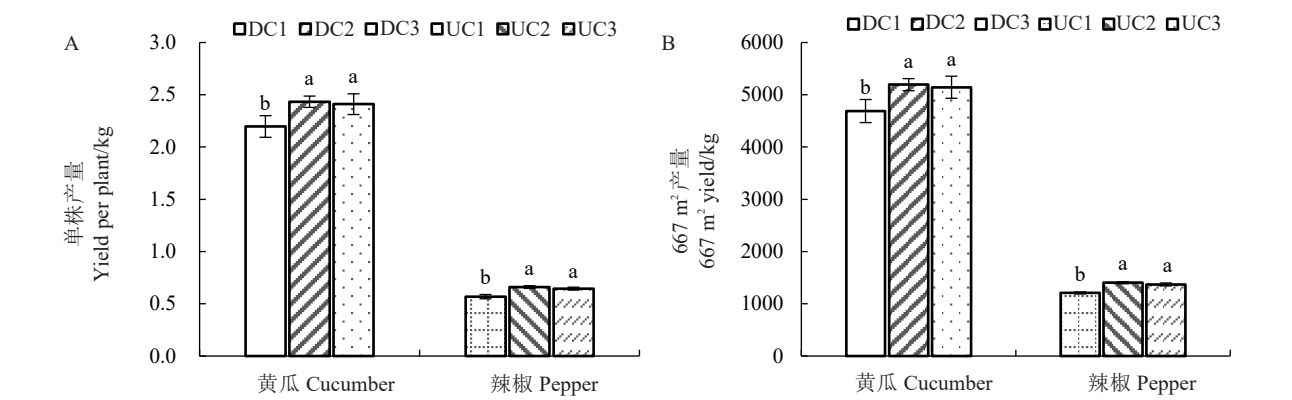 A
DC1 DC2 DC3 UC1 UC2 UC3
单株产量
Yield per plant/kg
3.0
2.5
2.0
1.5
1.0
0.5
0.0
b
a
a
b
a
a
黄瓜 Cucumber
辣椒 Pepper
B
DC1 DC2 DC3 UC1 UC2 UC3
667 m² 产量
667 m² yield/kg
6000
5000
4000
3000
2000
1000
0
b
a
a
b
a
a
黄瓜 Cucumber
辣椒 Pepper